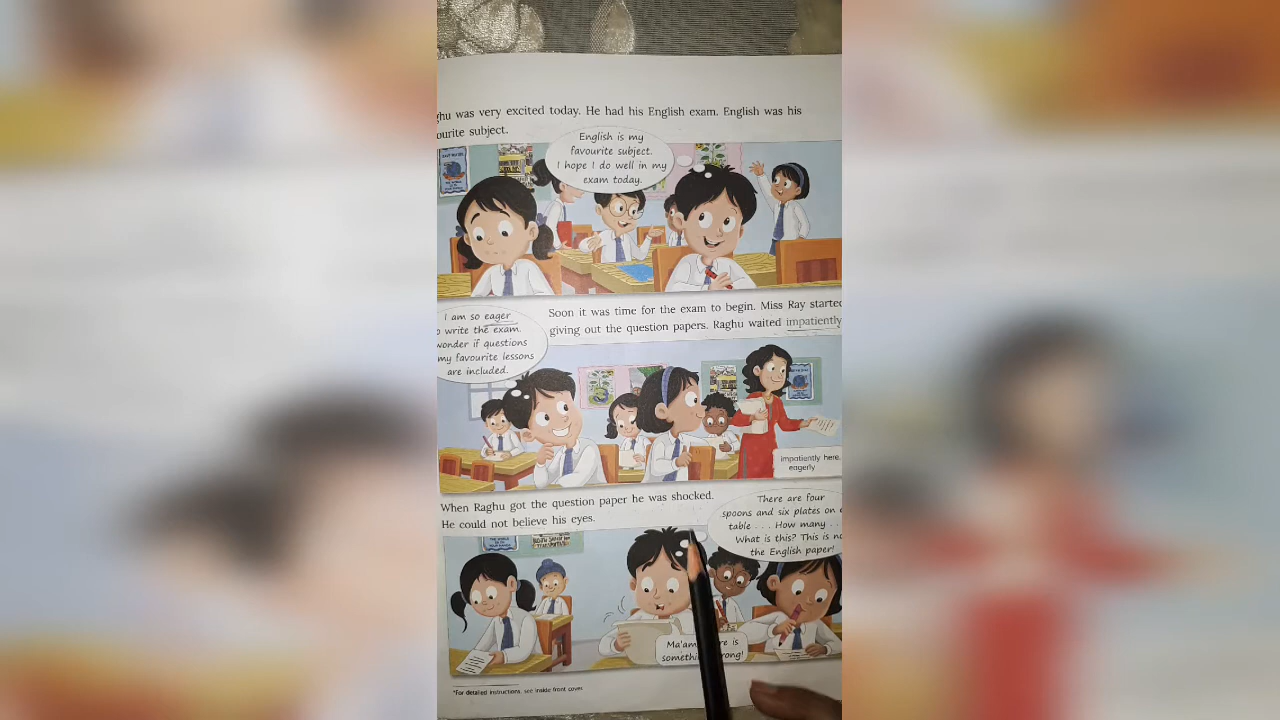 ghu was very excited today. He had his English exam. English was his
ourite subject.
English is my
favourite subject.
I hope I do well in my
exam today.
Soon it was time for the exam to begin. Miss Ray started
giving out the question papers. Raghu waited impatiently
I am so eager
o write the exam.
wonder if questions
my favourite lessons
are included.
impatiently here,
eagerly
When Raghu got the question paper he was shocked.
He could not believe his eyes.
There are four
spoons and six plates on
table . . . How many . .
What is this? This is no
the English paper!
Ma'am is
wrong!
*For detailed instructions, see inside front cover